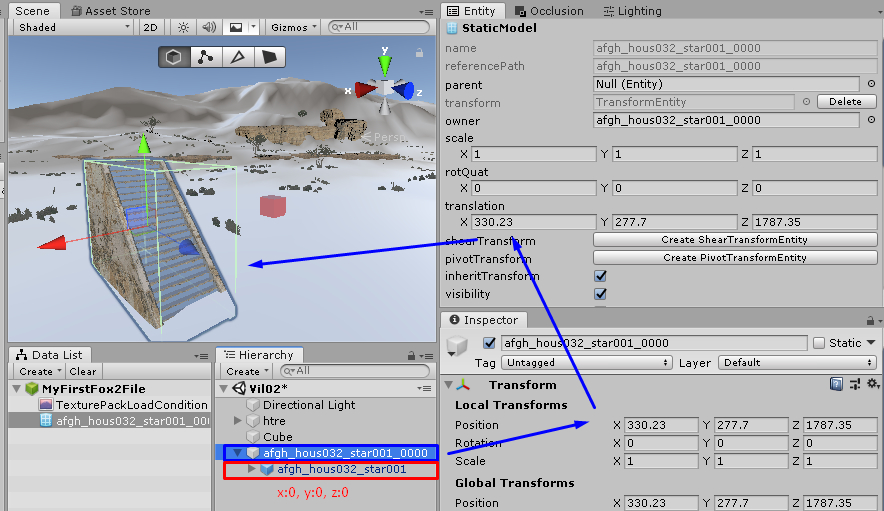 Scene Asset Store
Shaded 2D Gizmos All
y
x z
Persp
Data List
Create Clear
MyFirstFox2File
TexturePackLoadCondition
afgh_hous032_star001_00
Hierarchy
Create All
Vil02*
Directional Light
htre
Cube
afgh_hous032_star001_0000
afgh_hous032_star001
x:0, y:0, z:0
Entity Occlusion Lighting
StaticModel
name afgh_hous032_star001_0000
referencePath afgh_hous032_star001_0000
parent Null (Entity)
transform TransformEntity Delete
owner afgh_hous032_star001_0000
scale
X 1 Y 1 Z 1
rotQuat
X 0 Y 0 Z 0
translation
X 330.23 Y 277.7 Z 1787.35
shearTransform Create ShearTransformEntity
pivotTransform Create PivotTransformEntity
inheritTransform
visibility
Inspector
afgh_hous032_star001_0000 Static
Tag Untagged Layer Default
Transform
Local Transforms
Position X 330.23 Y 277.7 Z 1787.35
Rotation X 0 Y 0 Z 0
Scale X 1 Y 1 Z 1
Global Transforms
Position X 330.23 Y 277.7 Z 1787.35